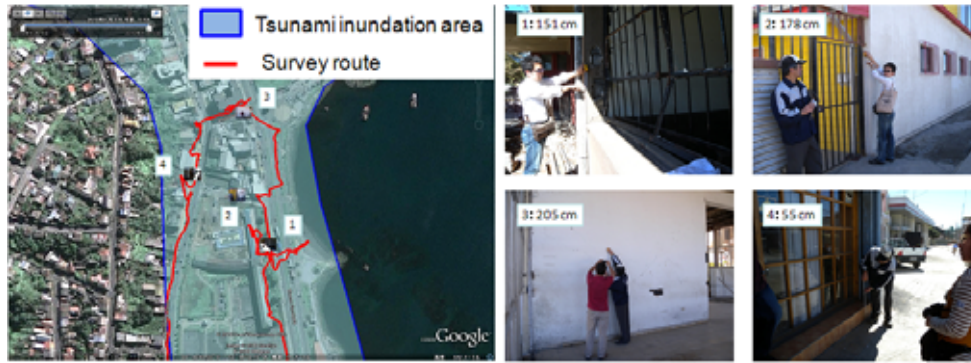 Tsunami inundation area
Survey route
3
4
2
1
Google
1: 151 cm
2: 178 cm
3: 205 cm
4: 55 cm